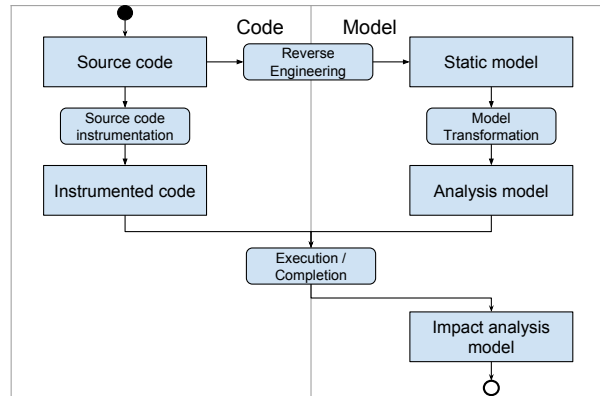 Code
Model
Source code
Reverse
Engineering
Static model
Source code
instrumentation
Model
Transformation
Instrumented code
Analysis model
Execution /
Completion
Impact analysis
model